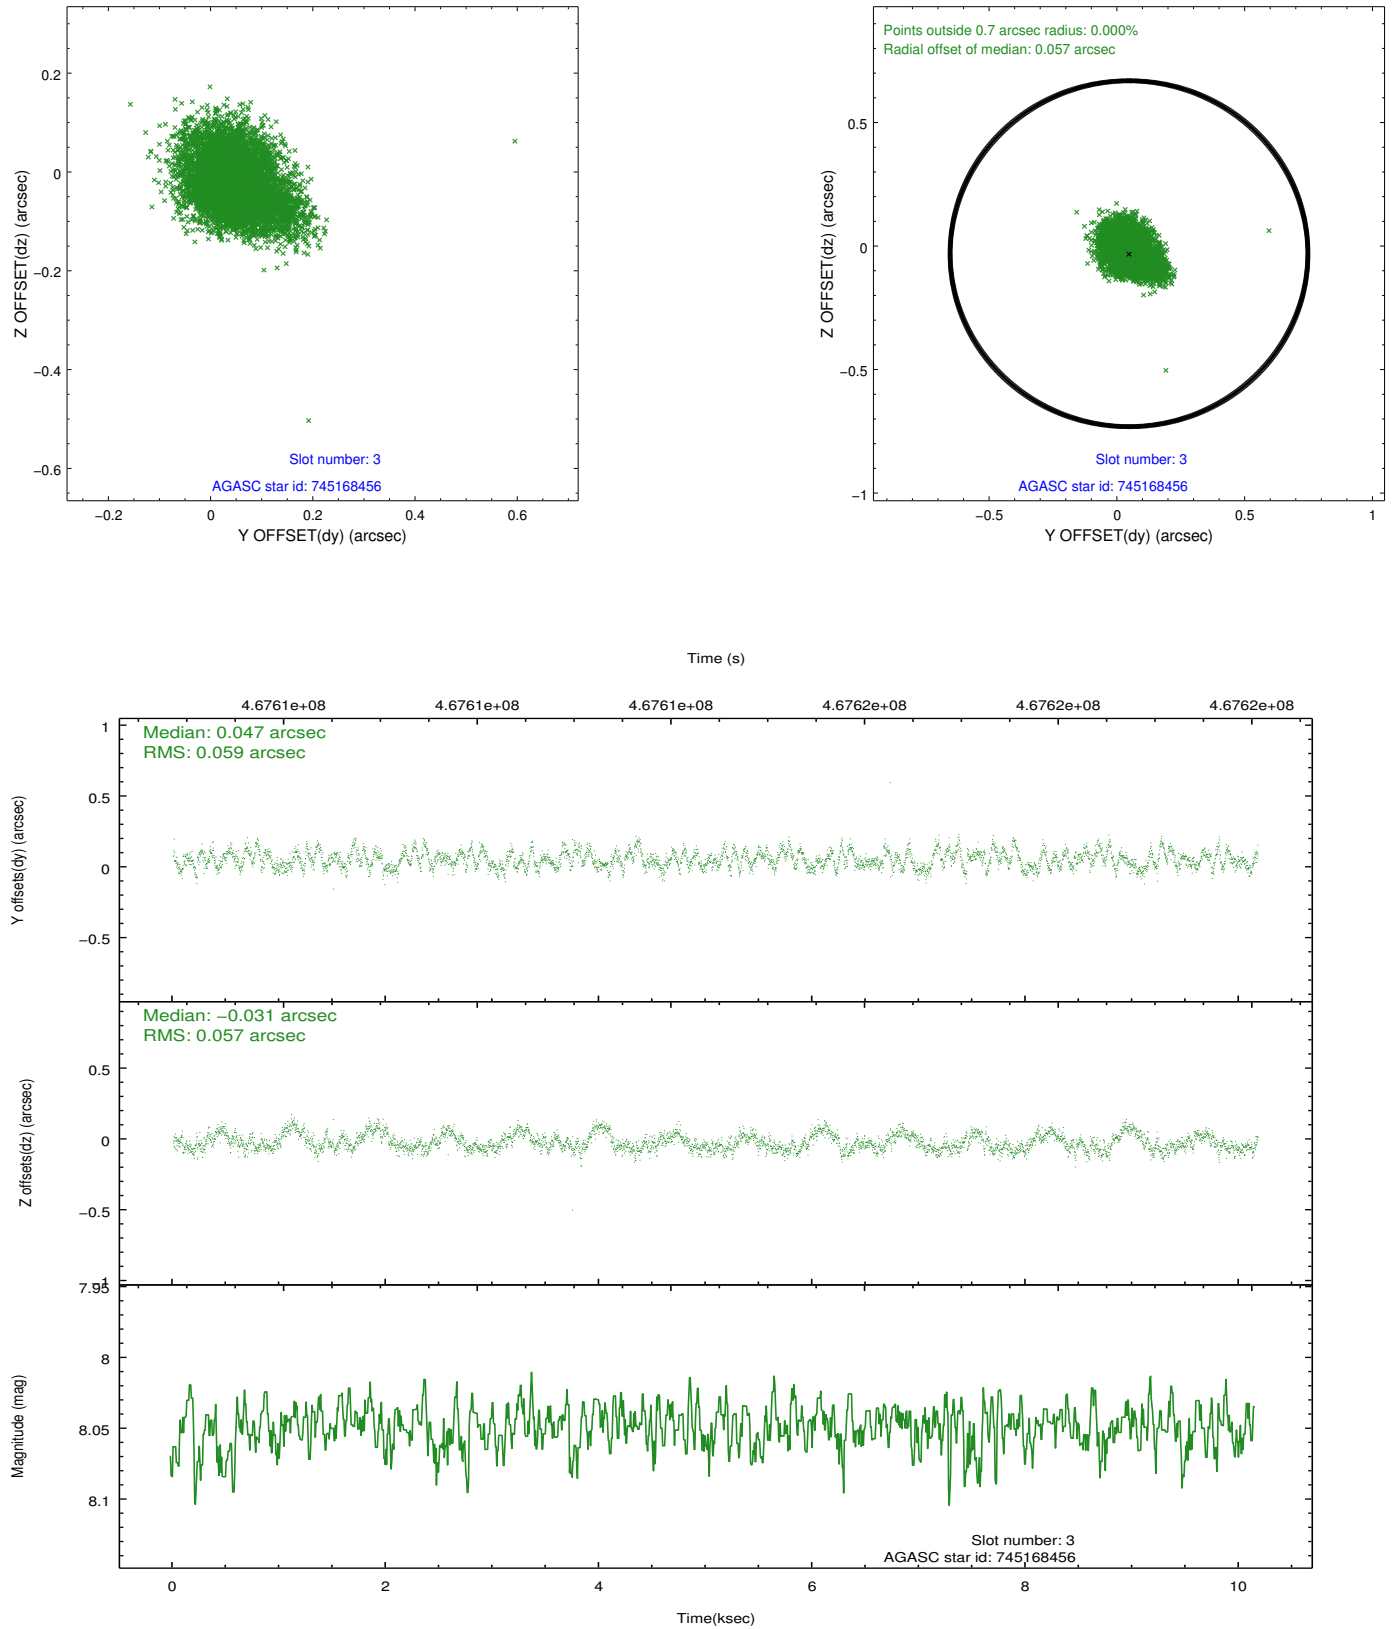 0.2
0
−0.2
−0.4
−0.6
Z OFFSET(dz) (arcsec)
Slot number: 3
AGASC star id: 745168456
−0.2
0
0.2
0.4
0.6
Y OFFSET(dy) (arcsec)
Points outside 0.7 arcsec radius: 0.000%
Radial offset of median: 0.057 arcsec
0.5
0
−0.5
−1
Z OFFSET(dz) (arcsec)
Slot number: 3
AGASC star id: 745168456
−0.5
0
0.5
1
Y OFFSET(dy) (arcsec)
Time (s)
4.6761e+08
4.6761e+08
4.6761e+08
4.6762e+08
4.6762e+08
4.6762e+08
Median: 0.047 arcsec
RMS: 0.059 arcsec
1
0.5
0
−0.5
Y offsets(dy) (arcsec)
Median: −0.031 arcsec
RMS: 0.057 arcsec
0.5
0
−0.5
−1
Z offsets(dz) (arcsec)
7.95
8
8.05
8.1
Magnitude (mag)
Slot number: 3
AGASC star id: 745168456
0
2
4
6
8
10
Time(ksec)